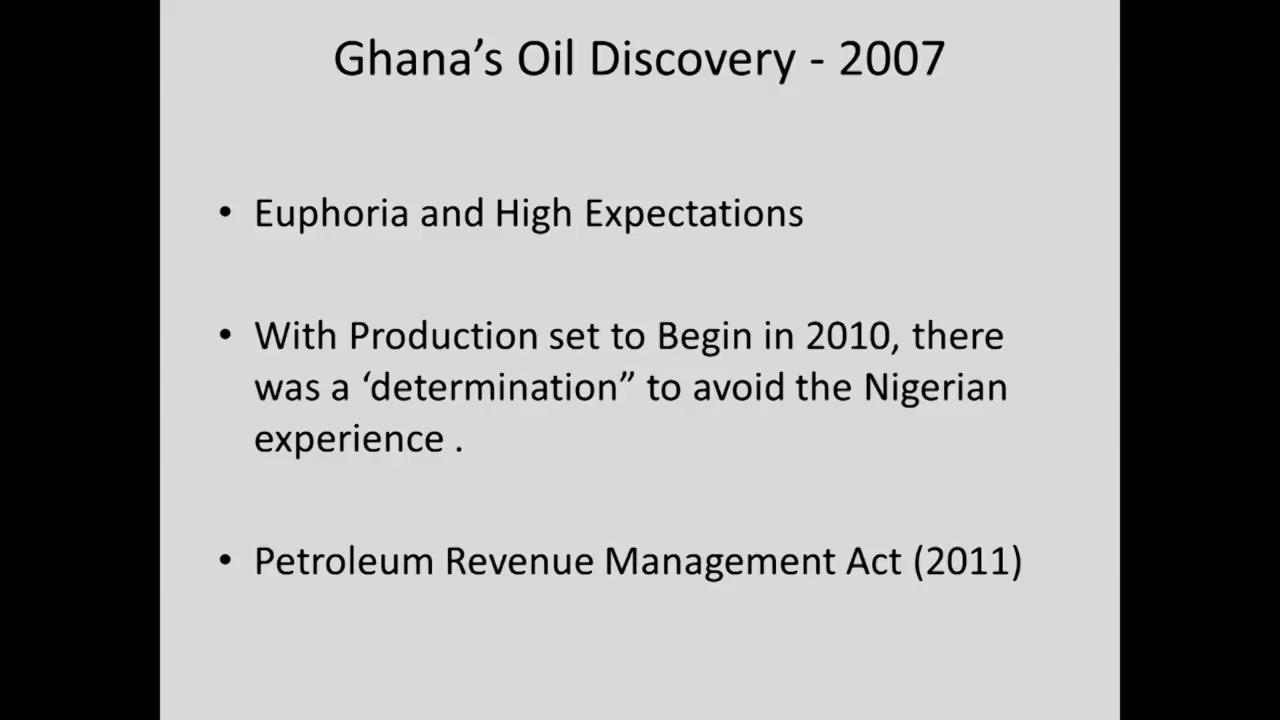 Ghana’s Oil Discovery - 2007
• Euphoria and High Expectations
• With Production set to Begin in 2010, there
was a ‘determination” to avoid the Nigerian
experience .
• Petroleum Revenue Management Act (2011)